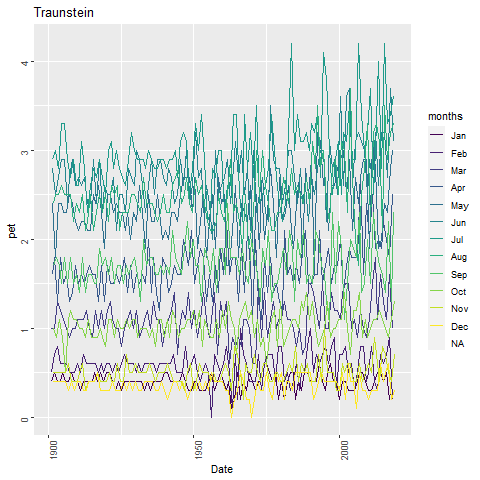 Traunstein
pet
4
3
2
1
0
1900
1950
2000
Date
months
Jan
Feb
Mar
Apr
May
Jun
Jul
Aug
Sep
Oct
Nov
Dec
NA